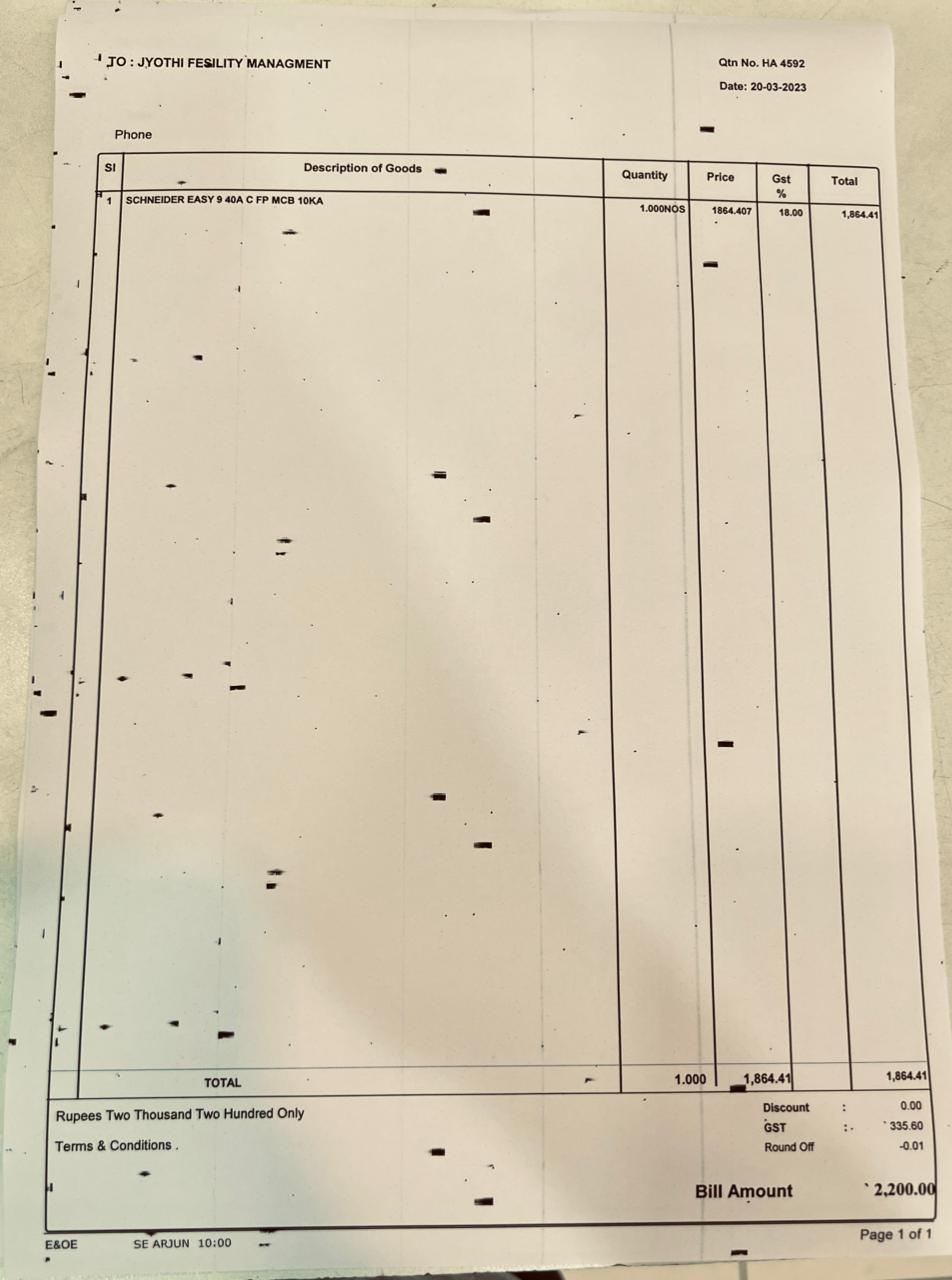 TO : JYOTHI FESILITY MANAGMENT
Qtn No. HA 4592
Date: 20-03-2023
Phone
Sl Description of Goods Quantity Price Gst % Total
1 SCHNEIDER EASY 9 40A C FP MCB 10KA 1.000NOS 1864.407 18.00 1,864.41
TOTAL 1.000 1,864.41 1,864.41
Rupees Two Thousand Two Hundred Only
Discount : 0.00
GST :- ` 335.60
Terms & Conditions .
Round Off -0.01
Bill Amount ` 2,200.00
E&OE SE ARJUN 10:00 Page 1 of 1